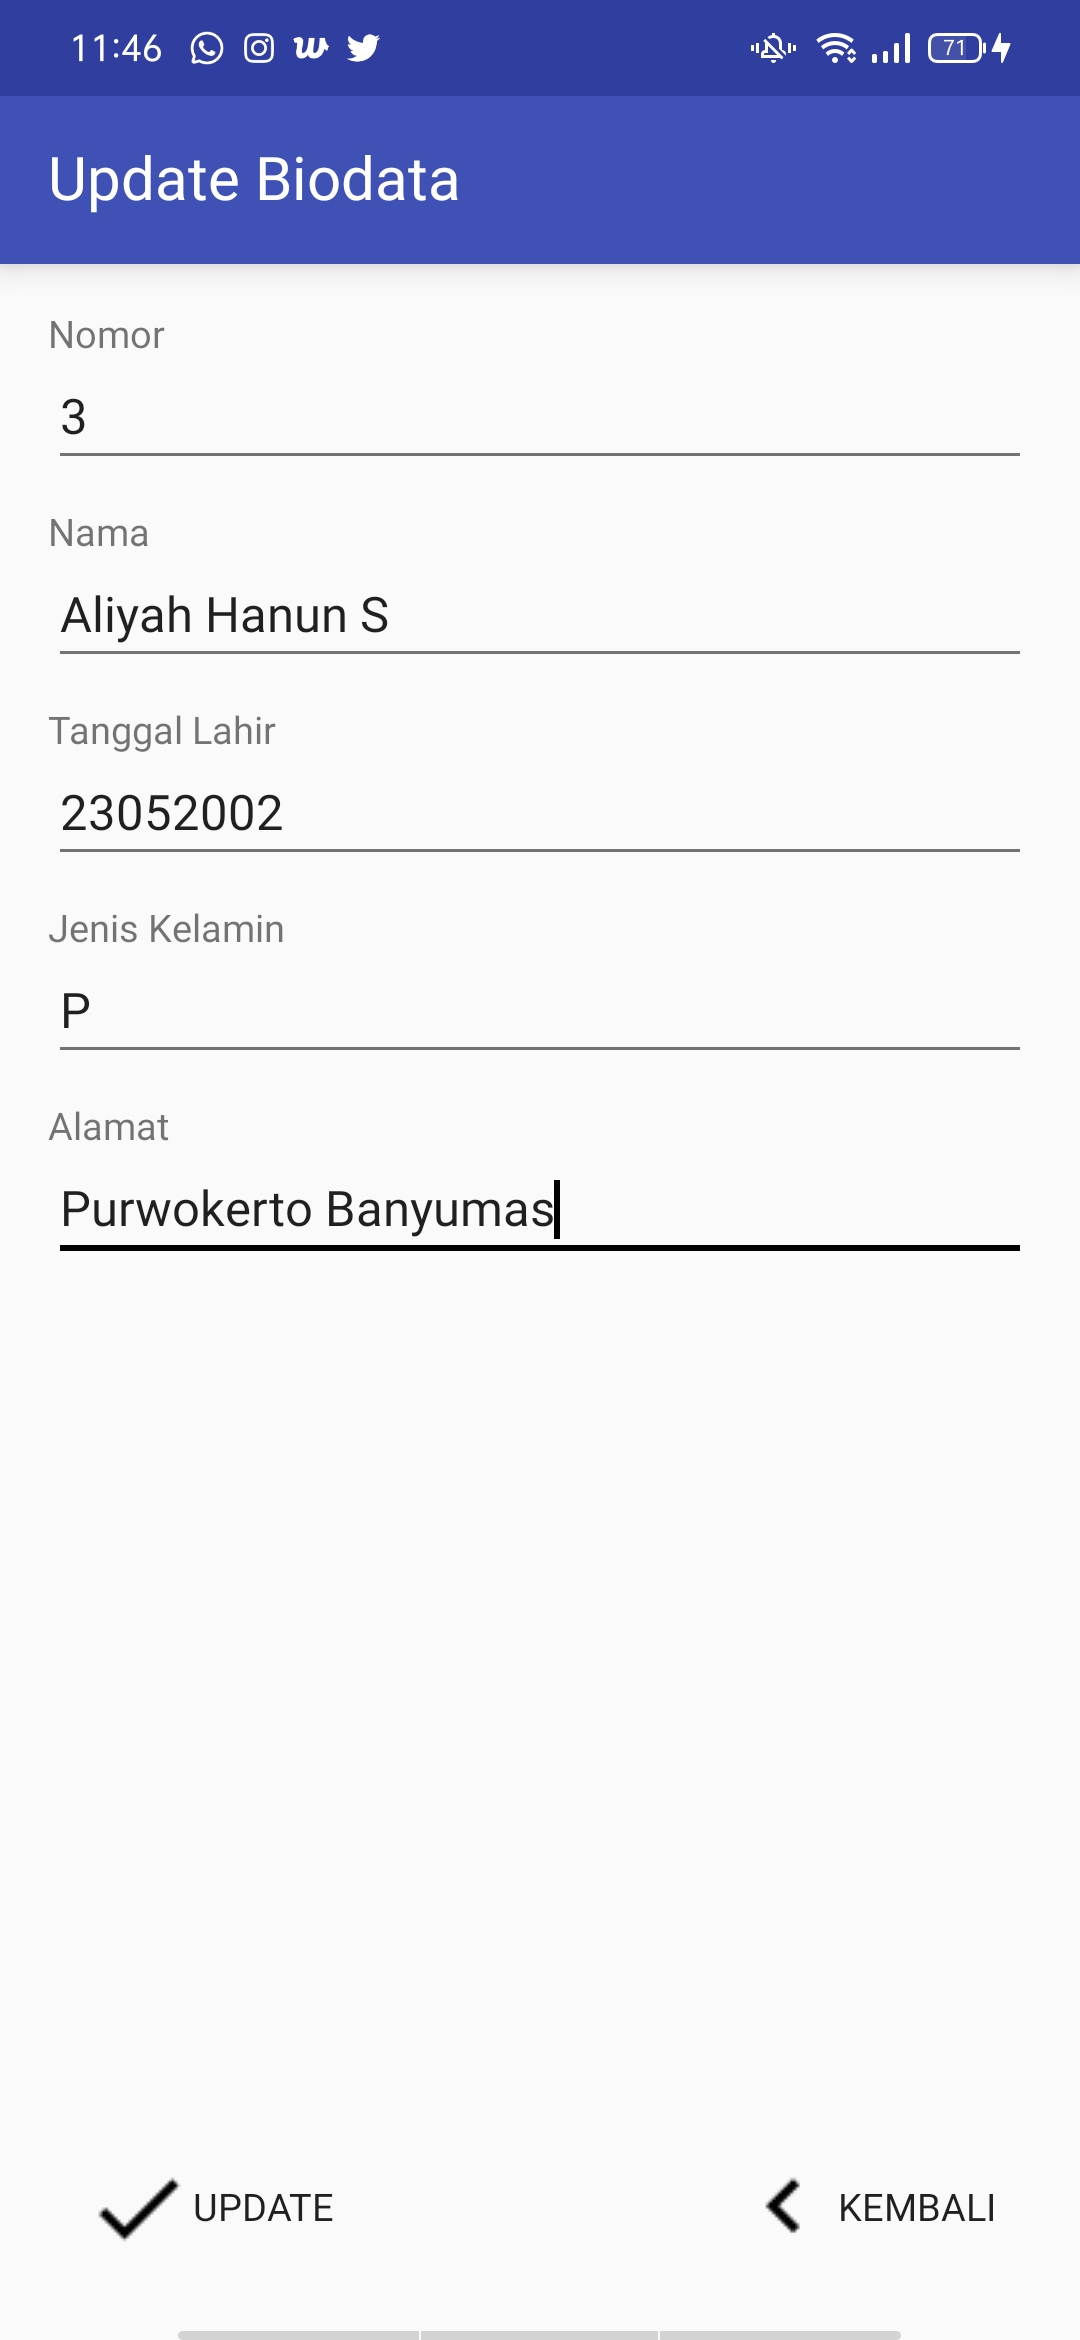 11:46
71
Update Biodata
Nomor
3
Nama
Aliyah Hanun S
Tanggal Lahir
23052002
Jenis Kelamin
P
Alamat
Purwokerto Banyumas
UPDATE
KEMBALI